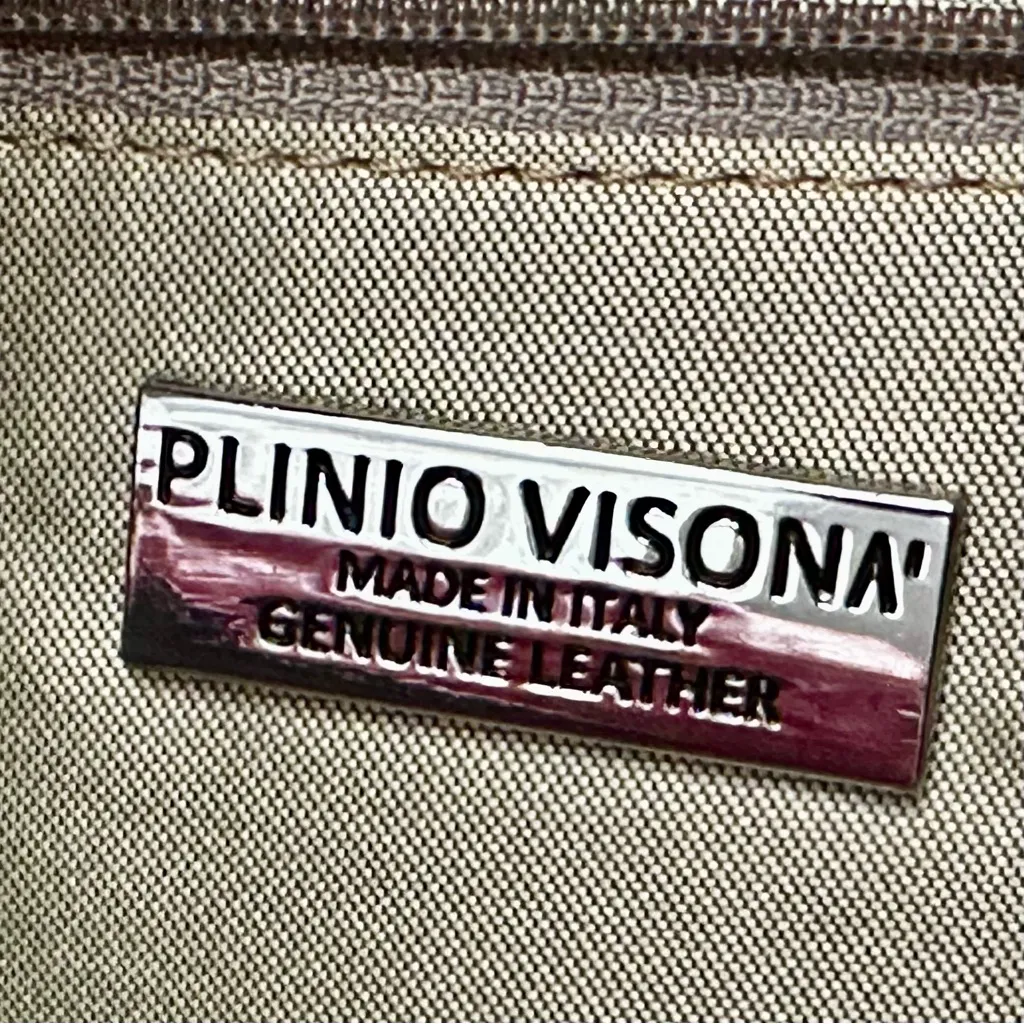 PLINIO VISONA'
MADE IN ITALY
GENUINE LEATHER